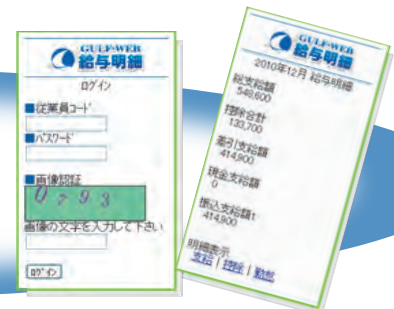 GULF-WEB
給与明細
ログイン
■従業員コード
■パスワード
■画像認証
0793
画像の文字を入力して下さい
ログイン
GULF-WEB
給与明細
2010年12月 給与明細
総支給額
548,600
控除合計
133,700
差引支給額
414,900
現金支給額
0
振込支給額1
414,900
明細表示
支給 | 控除 | 勤怠